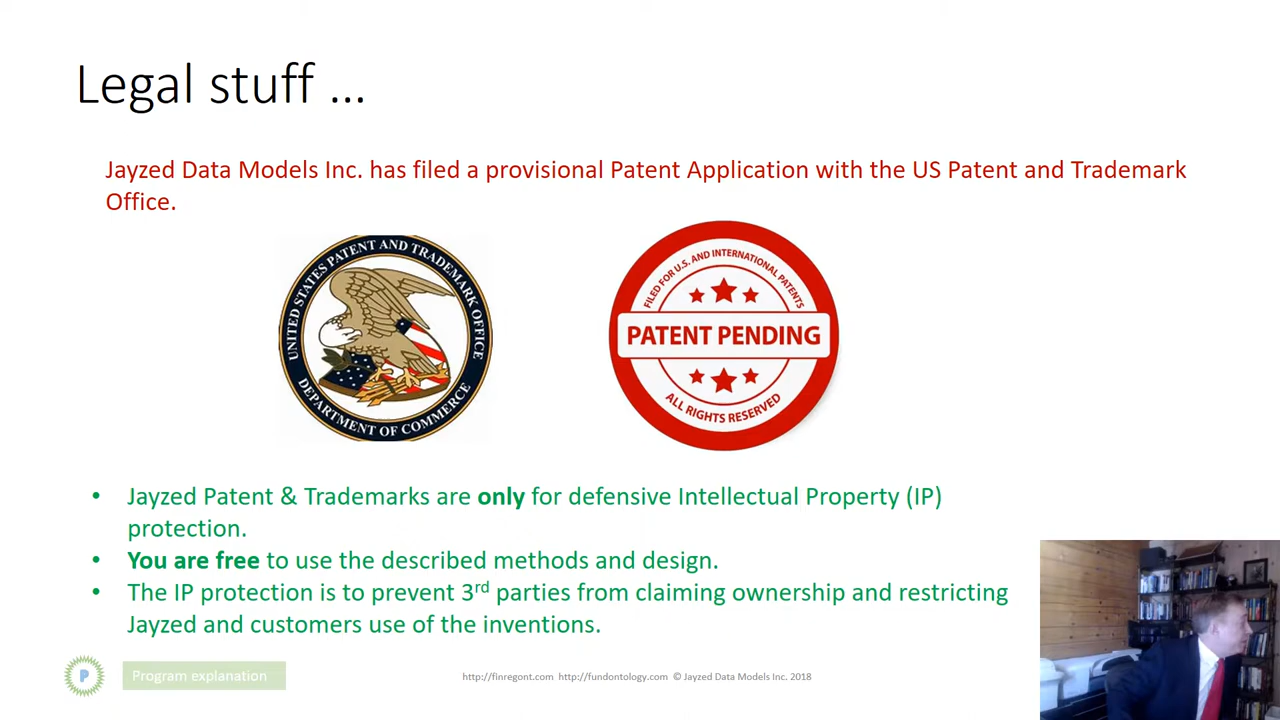 Legal stuff ...
Jayzed Data Models Inc. has filed a provisional Patent Application with the US Patent and Trademark
Office.
UNITED STATES PATENT AND TRADEMARK OFFICE
DEPARTMENT OF COMMERCE
FILED FOR U.S. AND INTERNATIONAL PATENTS
PATENT PENDING
ALL RIGHTS RESERVED
• Jayzed Patent & Trademarks are only for defensive Intellectual Property (IP)
protection.
• You are free to use the described methods and design.
• The IP protection is to prevent 3rd parties from claiming ownership and restricting
Jayzed and customers use of the inventions.
P
Program explanation
http://finregont.com http://fundontology.com © Jayzed Data Models Inc. 2018